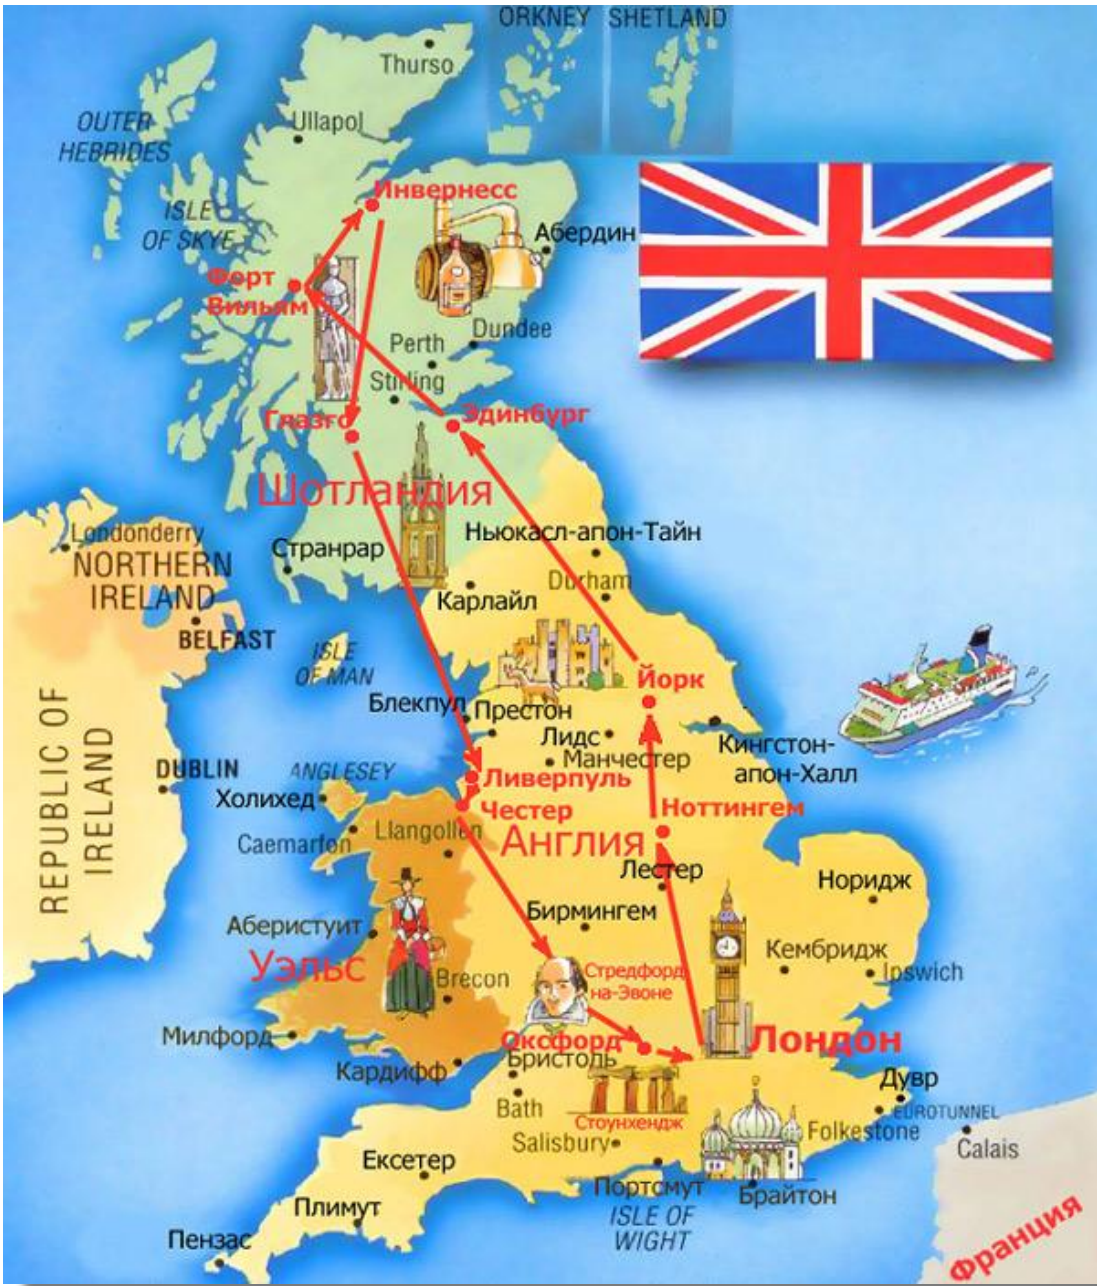 ORKNEY
SHETLAND
Thurso
OUTER
HEBRIDES
Ullapol
Инвернесс
ISLE
OF SKYE
Абердин
Форт
Вильям
Dundee
Perth
Stirling
Глазго
Эдинбург
Шотландия
Londonderry
NORTHERN
IRELAND
Странрар
Ньюкасл-апон-Тайн
Durham
Карлайл
BELFAST
ISLE
OF MAN
Йорк
Блекпул
Престон
Лидс
Манчестер
Кингстон-
апон-Халл
REPUBLIC OF
IRELAND
DUBLIN
ANGLESEY
Холихед
Ливерпуль
Честер
Ноттингем
Caemarfon
Llangollen
Англия
Лестер
Норидж
Бирмингем
Аберистуит
Уэльс
Кембридж
Brecon
Стредфорд
на-Эвоне
Ipswich
Милфорд
Оксфорд
Лондон
Бристоль
Кардифф
Дувр
Bath
Стоунхендж
EUROTUNNEL
Folkestone
Salisbury
Calais
Ексетер
Портсмут
Брайтон
Плимут
ISLE OF
WIGHT
Пензас
Франция